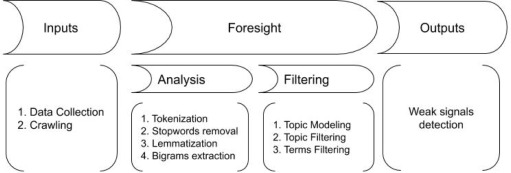 Inputs
Foresight
Outputs
Analysis
Filtering
1. Data Collection
2. Crawling
1. Tokenization
2. Stopwords removal
3. Lemmatization
4. Bigrams extraction
1. Topic Modeling
2. Topic Filtering
3. Terms Filtering
Weak signals
detection